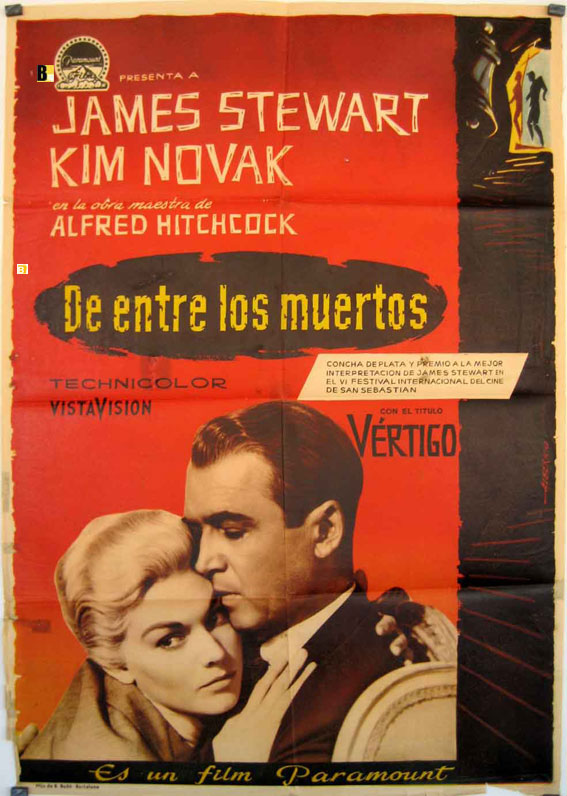 Paramount
PRESENTA A
JAMES STEWART
KIM NOVAK
en la obra maestra de
ALFRED HITCHCOCK
De entre los muertos
CONCHA DE PLATA Y PREMIO A LA MEJOR
INTERPRETACION DE JAMES STEWART EN
EL VI FESTIVAL INTERNACIONAL DEL CINE
DE SAN SEBASTIAN
TECHNICOLOR
VISTAVISION
CON EL TITULO
VÉRTIGO
Es un film Paramount